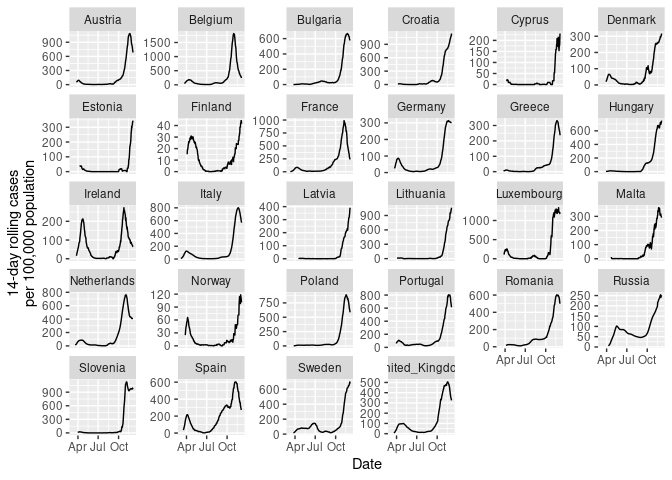 Austria Belgium Bulgaria Croatia Cyprus Denmark
900 600 300 0
1500 1000 500 0
600 400 200 0
900 600 300 0
200 150 100 50 0
300 200 100 0
Estonia Finland France Germany Greece Hungary
300 200 100 0
40 30 20 10 0
1000 750 500 250 0
300 200 100 0
300 200 100 0
600 400 200 0
Ireland Italy Latvia Lithuania Luxembourg Malta
200 100 0
800 600 400 200 0
400 300 200 100 0
900 600 300 0
1000 500 0
300 200 100 0
Netherlands Norway Poland Portugal Romania Russia
800 600 400 200 0
120 90 60 30 0
750 500 250 0
800 600 400 200 0
600 400 200 0
250 200 150 100 50 0
Slovenia Spain Sweden nited_Kingdo
900 600 300 0
600 400 200 0
600 400 200 0
500 400 300 200 100 0
Apr Jul Oct Apr Jul Oct Apr Jul Oct Apr Jul Oct Apr Jul Oct Apr Jul Oct
Date
14-day rolling cases
per 100,000 population